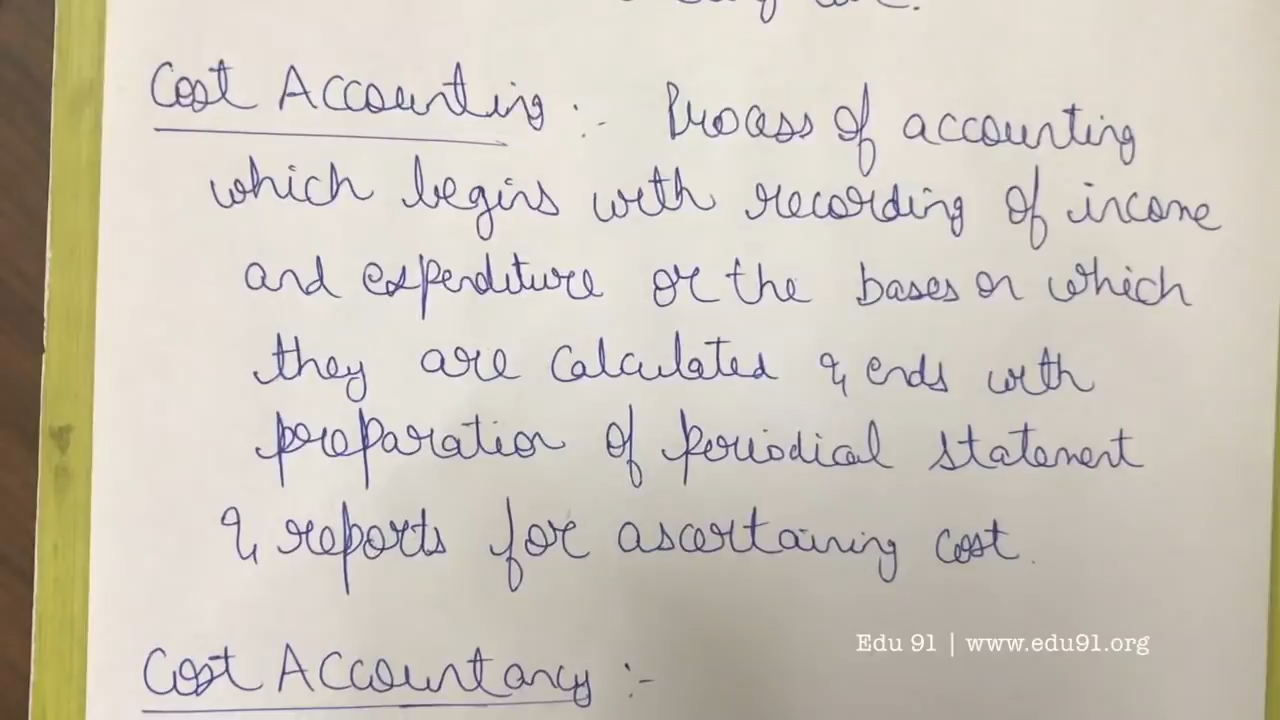 Cost Accounting :- Process of accounting
which begins with recording of income
and expenditure or the bases on which
they are calculated & ends with
preparation of periodical statement
& reports for ascertaining cost.
Edu 91 | www.edu91.org
Cost Accountancy :-